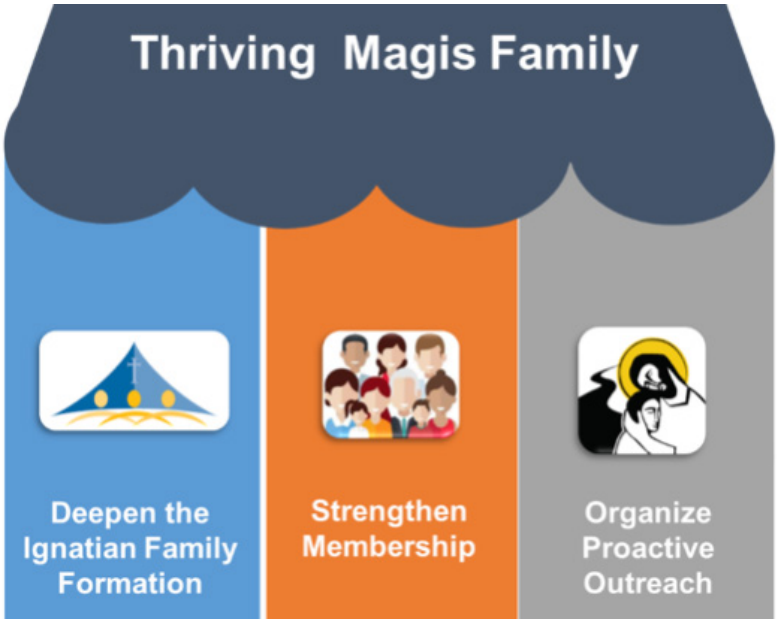 Thriving Magis Family
Deepen the
Ignatian Family
Formation
Strengthen
Membership
Organize
Proactive
Outreach